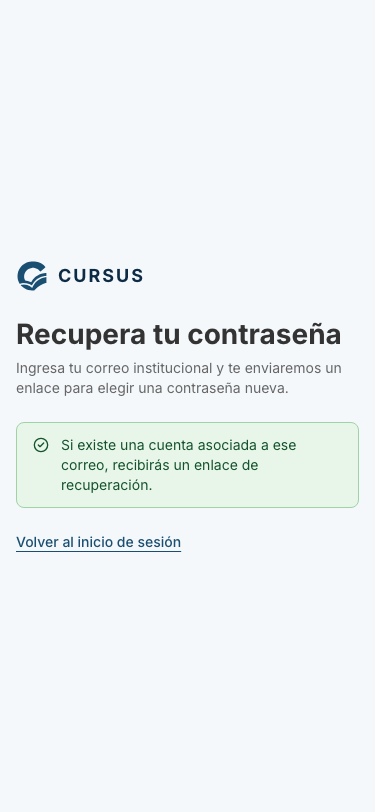 CURSUS
Recupera tu contraseña
Ingresa tu correo institucional y te enviaremos un
enlace para elegir una contraseña nueva.
Si existe una cuenta asociada a ese
correo, recibirás un enlace de
recuperación.
Volver al inicio de sesión